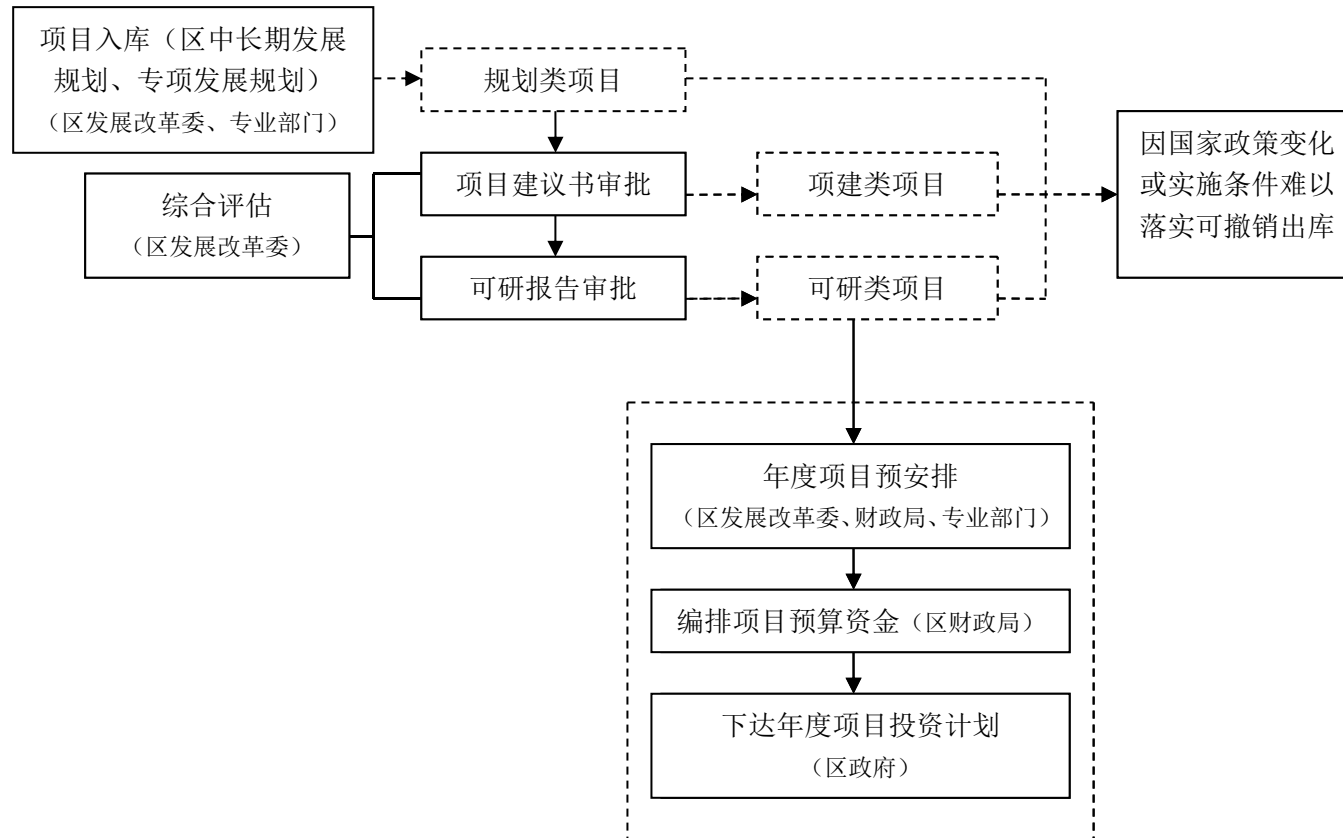 项目入库（区中长期发展
规划、专项发展规划）
（区发展改革委、专业部门）
规划类项目
因国家政策变化
或实施条件难以
落实可撤销出库
综合评估
（区发展改革委）
项目建议书审批
项建类项目
可研报告审批
可研类项目
年度项目预安排
（区发展改革委、财政局、专业部门）
编排项目预算资金（区财政局）
下达年度项目投资计划
（区政府）